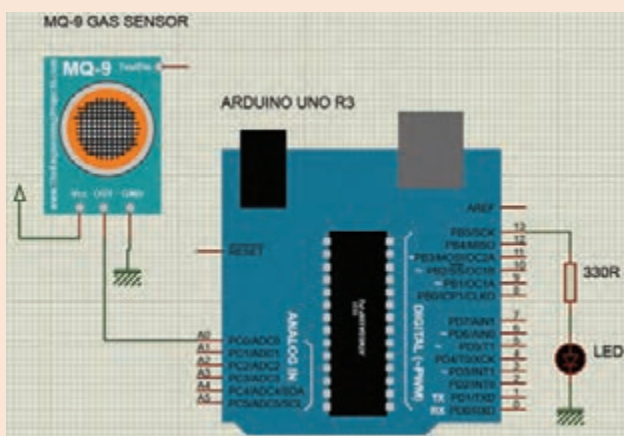 MQ-9 GAS SENSOR
MQ-9
TestPin
Vcc OUT GND
ARDUINO UNO R3
AREF
RESET
13
PB5/SCK
12
PB4/MISO
11
~PB3/MOSI/OC2A
10
~PB2/SS/OC1B
9
~PB1/OC1A
8
PB0/ICP1/CLKO
330R
ANALOG IN
DIGITAL (~PWM)
A0
PC0/ADC0
A1
PC1/ADC1
A2
PC2/ADC2
A3
PC3/ADC3
A4
PC4/ADC4/SDA
A5
PC5/ADC5/SCL
7
PD7/AIN1
6
~PD6/AIN0
5
~PD5/T1
4
PD4/T0/XCK
3
~PD3/INT1
2
PD2/INT0
1
TX PD1/TXD
0
RX PD0/RXD
LED